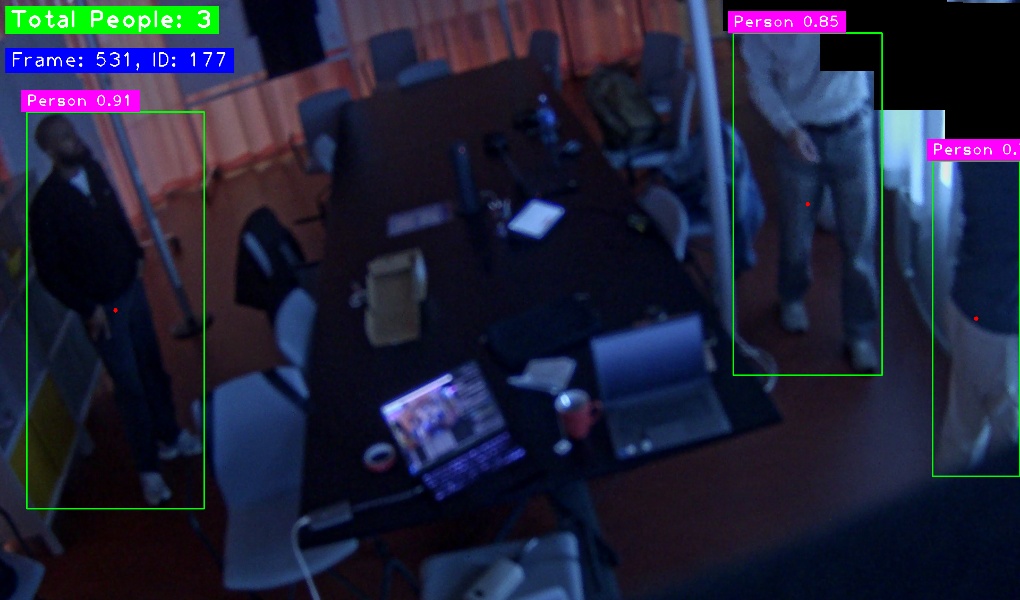 Total People: 3
Frame: 531, ID: 177
Person 0.85
Person 0.91
Person 0.